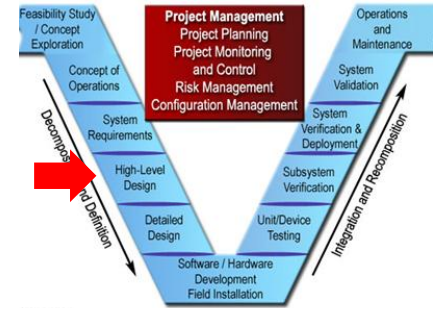 Feasibility Study
/ Concept
Exploration
Concept of
Operations
System
Requirements
High-Level
Design
Detailed
Design
Software / Hardware
Development
Field Installation
Unit/Device
Testing
Subsystem
Verification
System
Verification &
Deployment
System
Validation
Operations
and
Maintenance
Project Management
Project Planning
Project Monitoring
and Control
Risk Management
Configuration Management
Definition
Integration and Recomposition